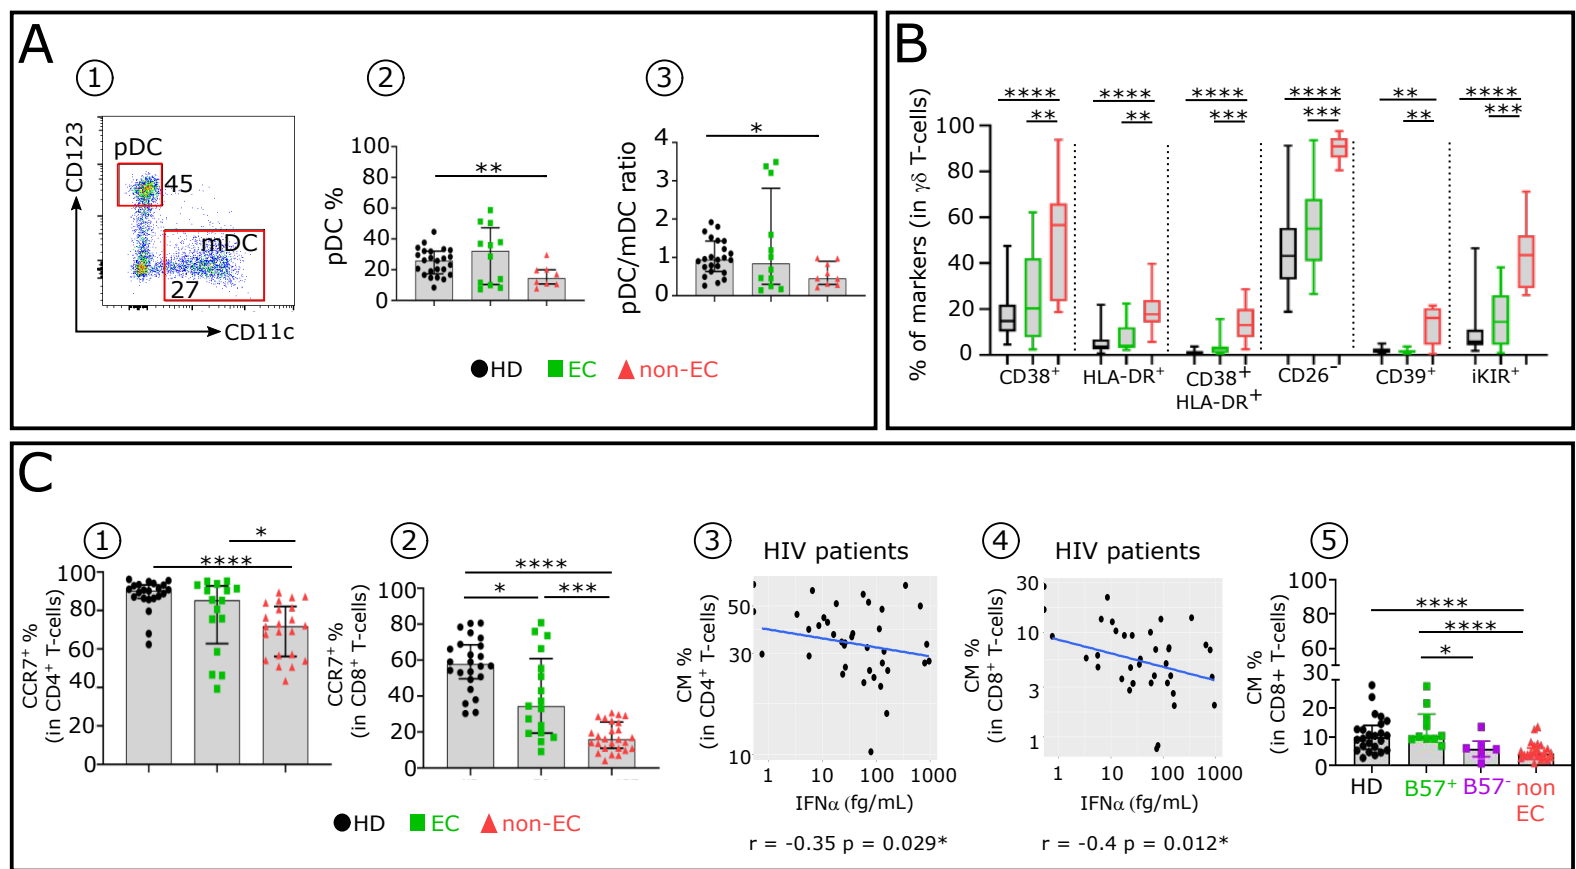 A
1
CD123
pDC
45
mDC
27
CD11c
2
pDC %
100
80
60
40
20
0
**
3
pDC/mDC ratio
4
3
2
1
0
*
HD EC non-EC
B
% of markers (in γδ T-cells)
100
80
60
40
20
0
**** **** **** **** ** ****
** ** *** *** ** ***
CD38+ HLA-DR+ CD38+ CD26- CD39+ iKIR+
HLA-DR+
C
1
CCR7+ %
(in CD4+ T-cells)
100
80
60
40
20
0
*
****
2
CCR7+ %
(in CD8+ T-cells)
100
80
60
40
20
0
****
* ***
HD EC non-EC
3
HIV patients
CM %
(in CD4+ T-cells)
50
30
10
1 10 100 1000
IFNα (fg/mL)
r = -0.35 p = 0.029*
4
HIV patients
CM %
(in CD8+ T-cells)
30
10
3
1
1 10 100 1000
IFNα (fg/mL)
r = -0.4 p = 0.012*
5
CM %
(in CD8+ T-cells)
100
80
60
30
20
10
0
****
****
*
HD B57+ B57- non
EC